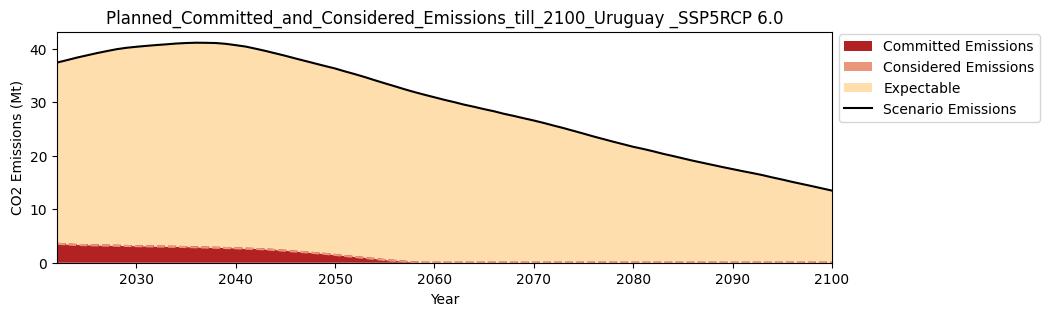 Planned_Committed_and_Considered_Emissions_till_2100_Uruguay _SSP5RCP 6.0
Committed Emissions
Considered Emissions
Expectable
Scenario Emissions
CO2 Emissions (Mt)
40
30
20
10
0
2030 2040 2050 2060 2070 2080 2090 2100
Year